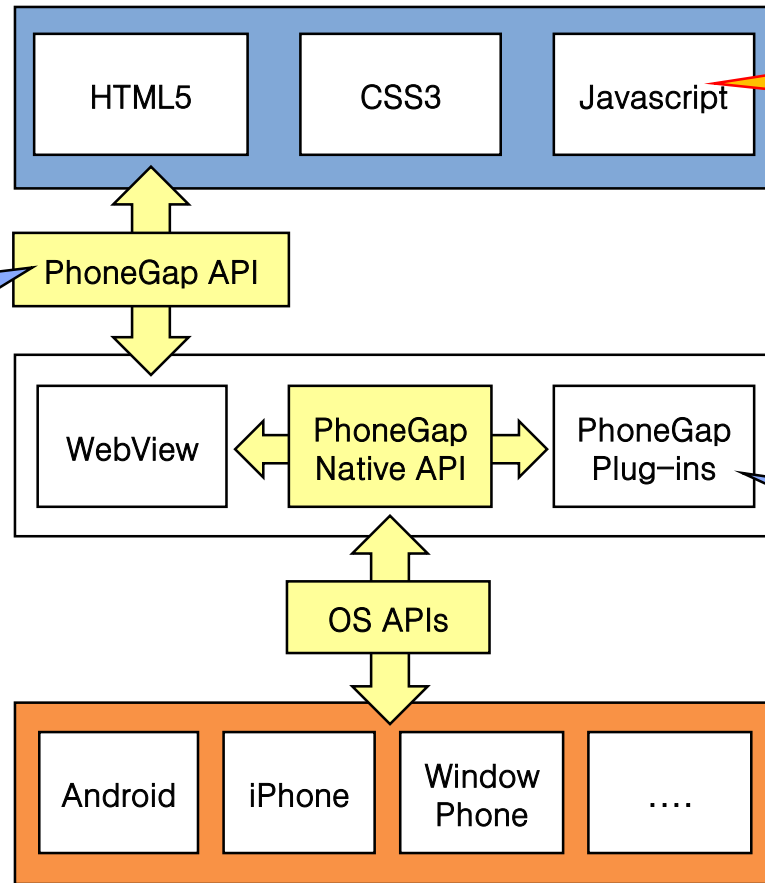 HTML5
CSS3
Javascript
PhoneGap API
WebView
PhoneGap
Native API
PhoneGap
Plug-ins
OS APIs
Android
iPhone
Window
Phone
....